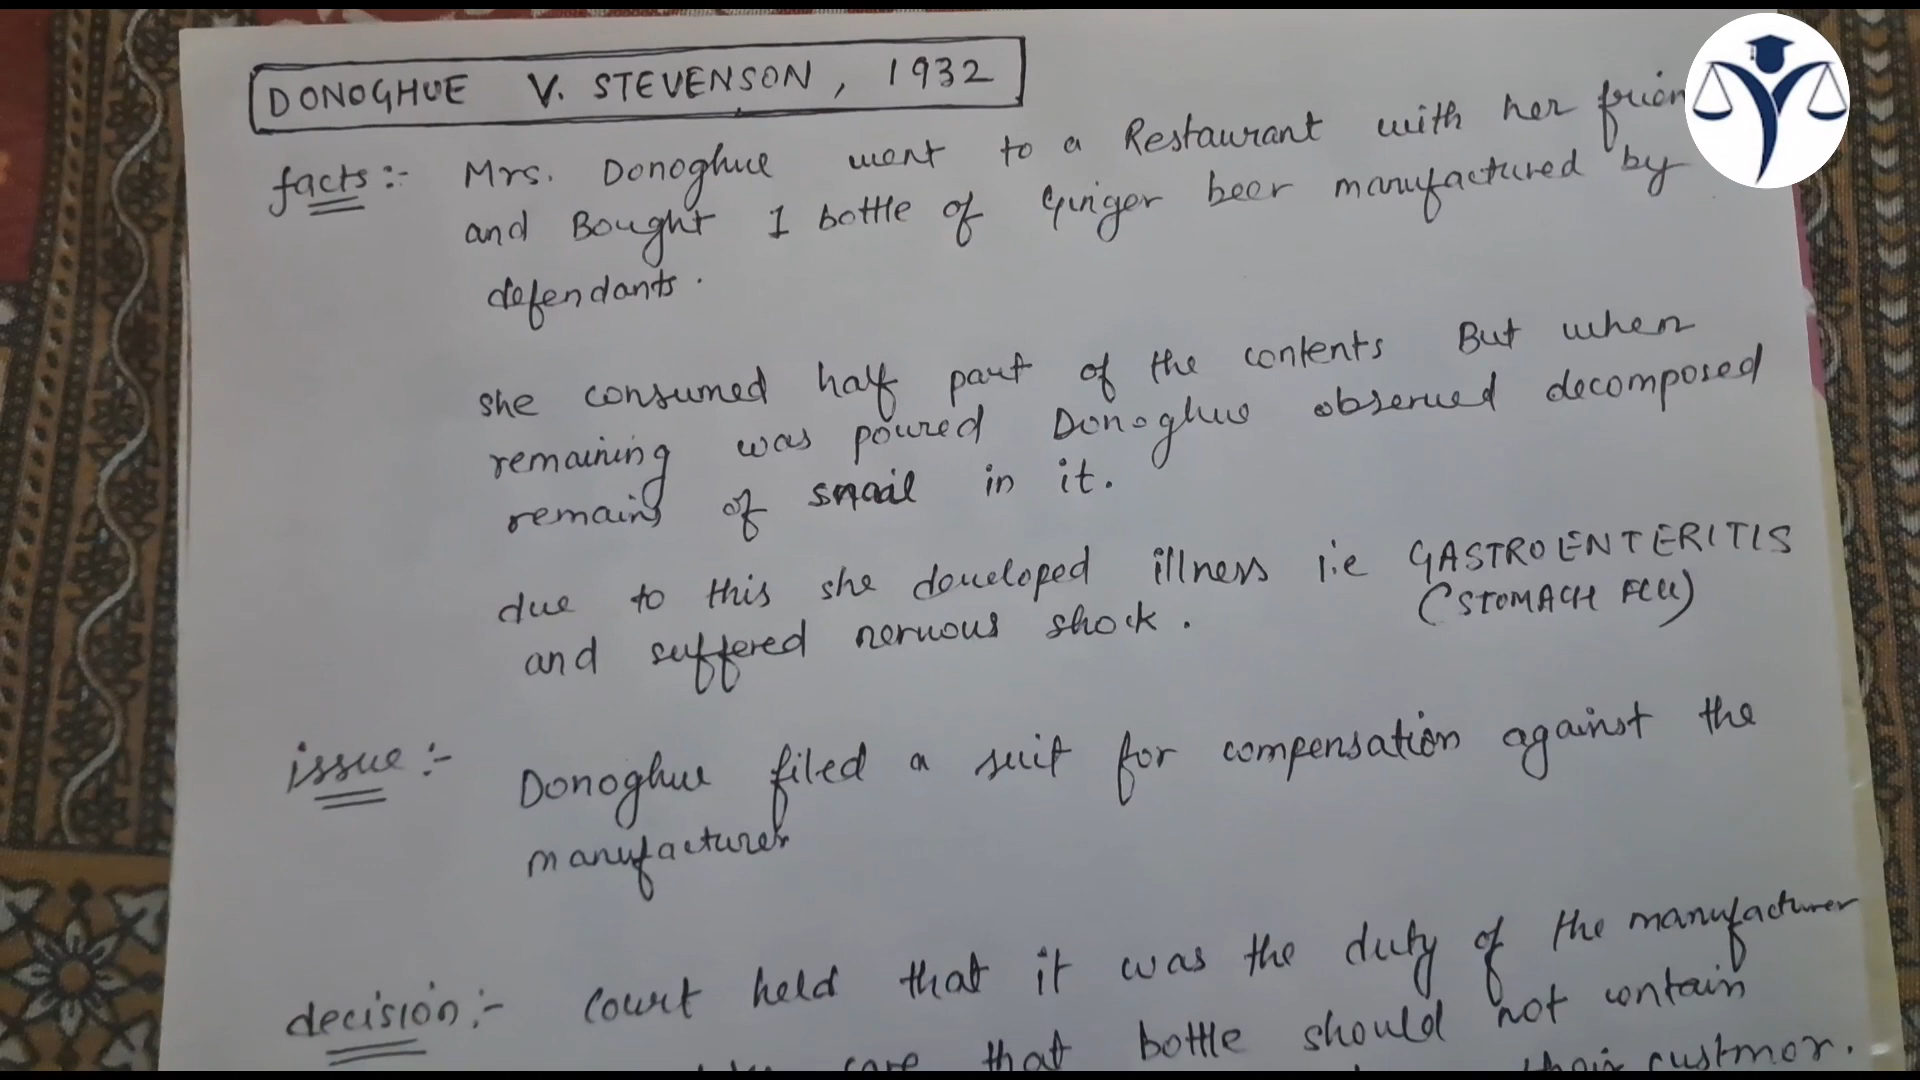 DONOGHUE V. STEVENSON, 1932
facts:- Mrs. Donoghue went to a Restaurant with her
and Bought 1 bottle of Ginger beer manufactured by
defendants.
she consumed half part of the contents But when
remaining was poured Donoghue observed decomposed
remains of snail in it.
due to this she developed illness i.e GASTROENTERITIS
(STOMACH FLU)
and suffered nervous shock.
issue:- Donoghue filed a suit for compensation against the
manufacturer
decision:- court held that it was the duty of the manufacturer
care that bottle should not contain
their custmor.